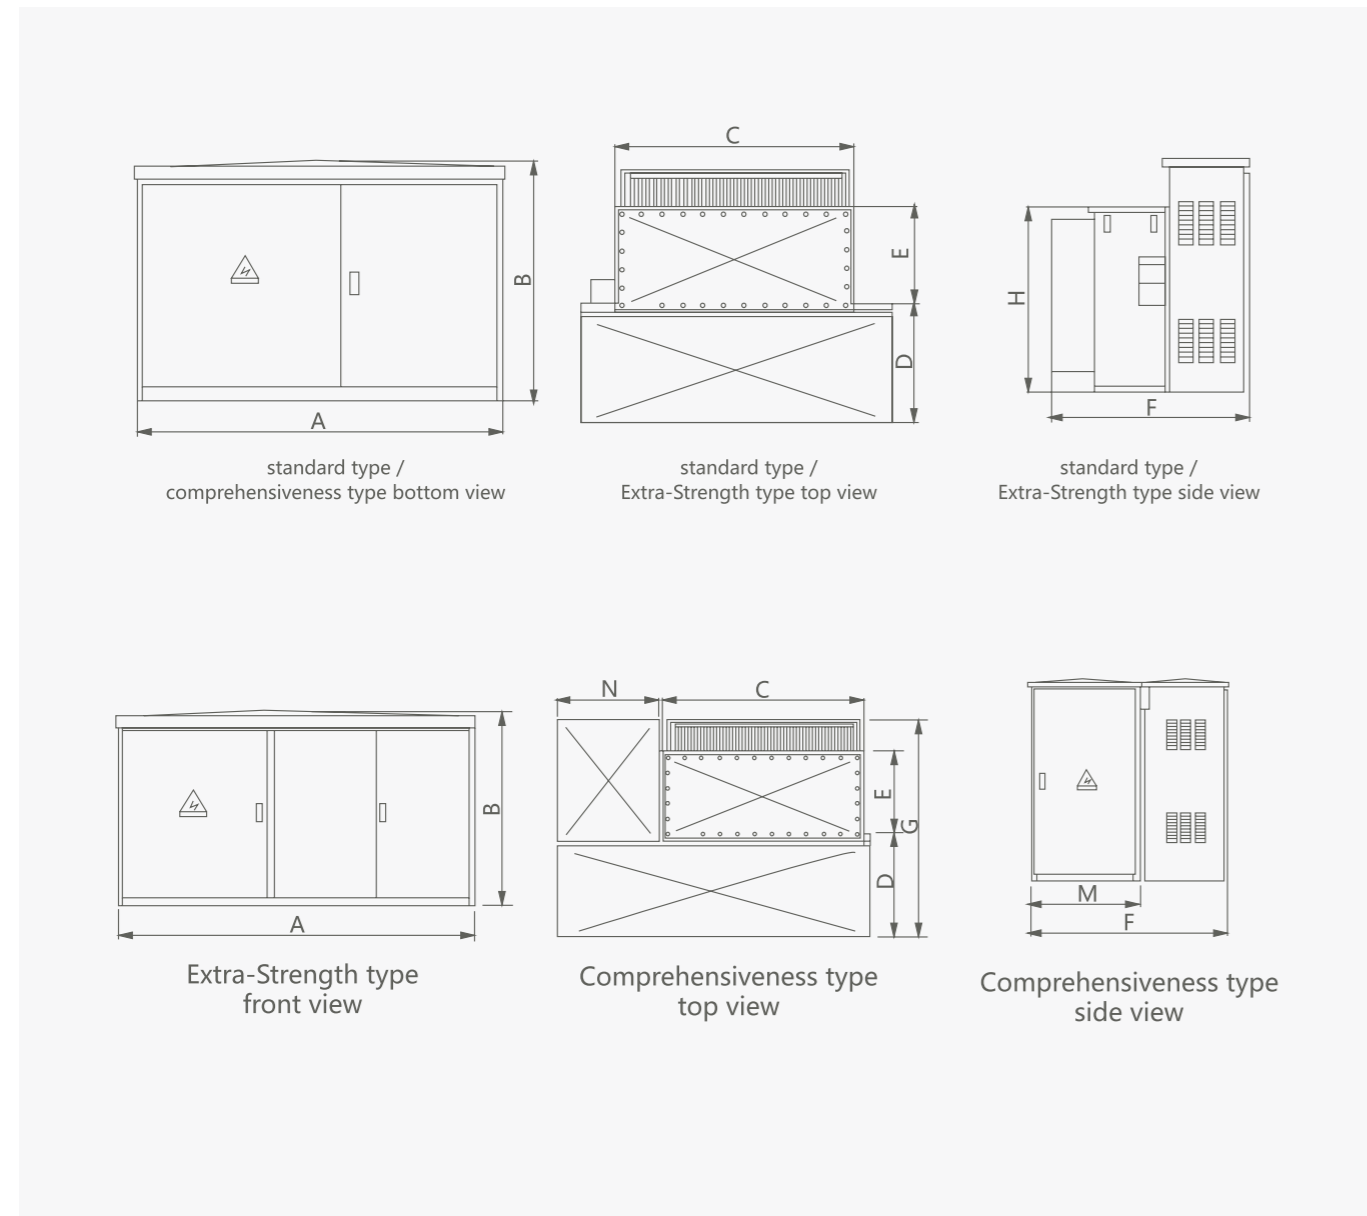 C
B
E
D
H
F
A
standard type /
comprehensiveness type bottom view
standard type /
Extra-Strength type top view
standard type /
Extra-Strength type side view
N
C
B
E
G
D
M
F
A
Extra-Strength type
front view
Comprehensiveness type
top view
Comprehensiveness type
side view